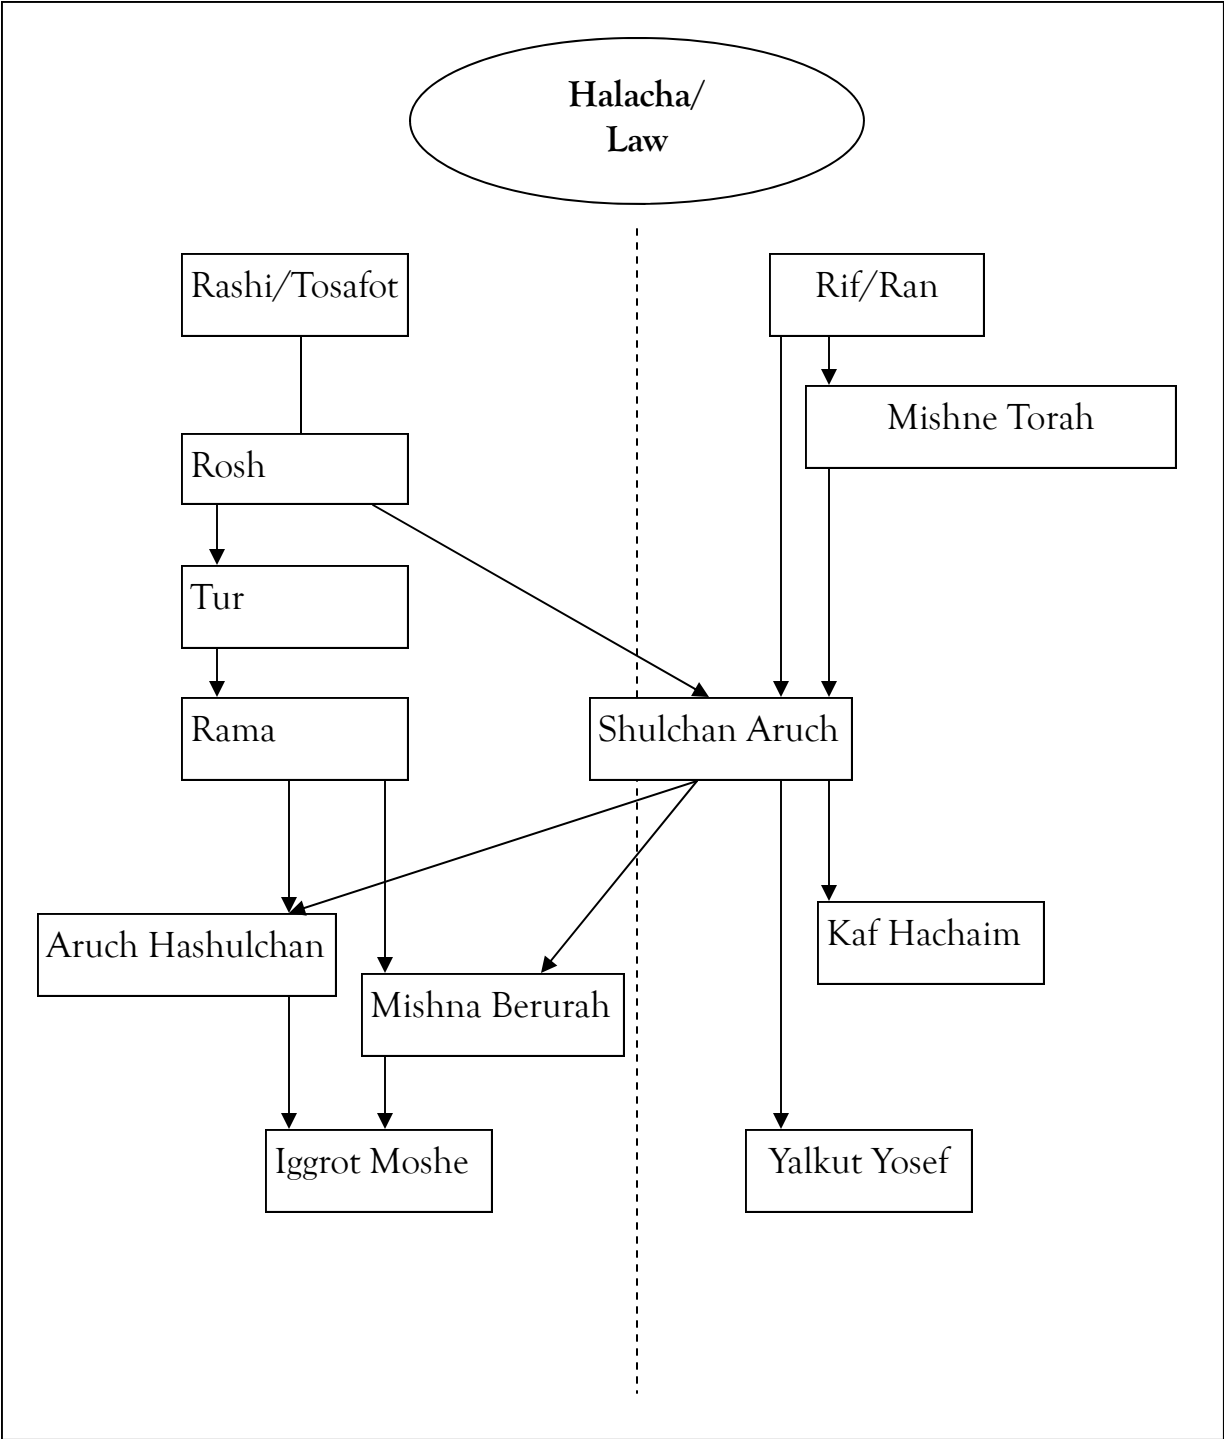 Halacha/
Law
Rashi/Tosafot
Rif/Ran
Mishne Torah
Rosh
Tur
Rama
Shulchan Aruch
Aruch Hashulchan
Kaf Hachaim
Mishna Berurah
Iggrot Moshe
Yalkut Yosef